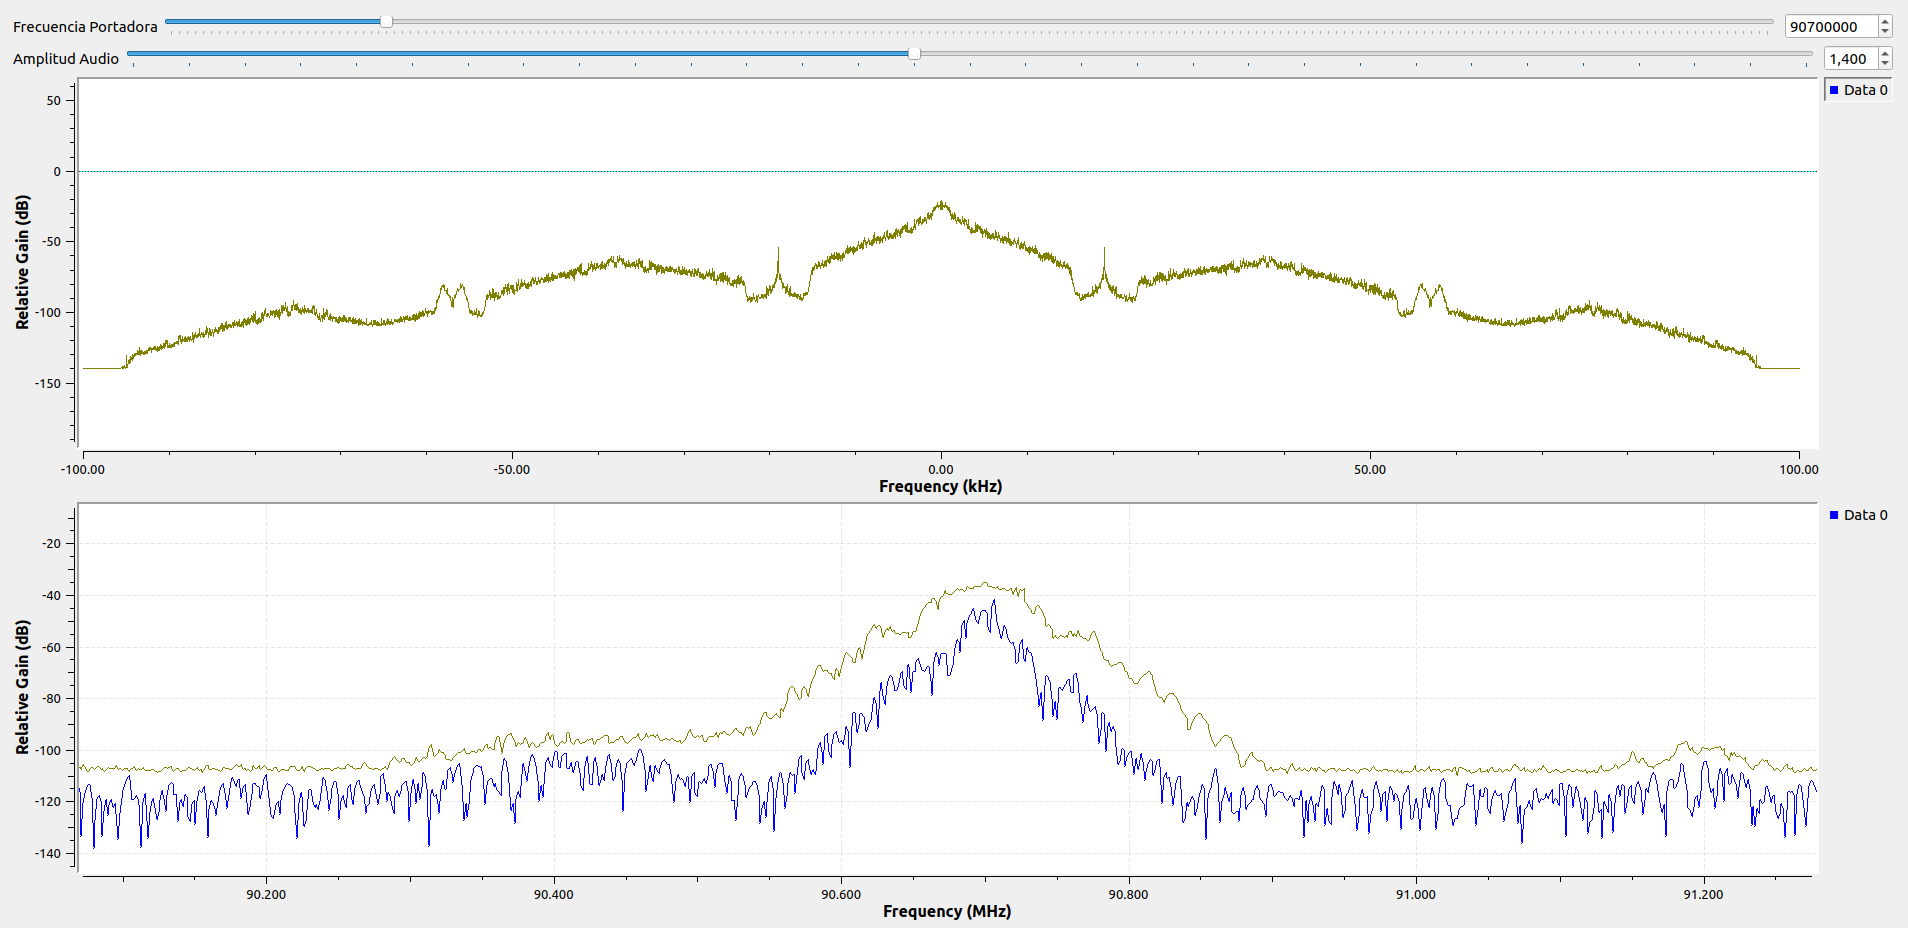 Frecuencia Portadora 90700000
Amplitud Audio 1,400
Data 0
50
0
-50
-100
-150
Relative Gain (dB)
-100.00 -50.00 0.00 50.00 100.00
Frequency (kHz)
Data 0
-20
-40
-60
-80
-100
-120
-140
Relative Gain (dB)
90.200 90.400 90.600 90.800 91.000 91.200
Frequency (MHz)